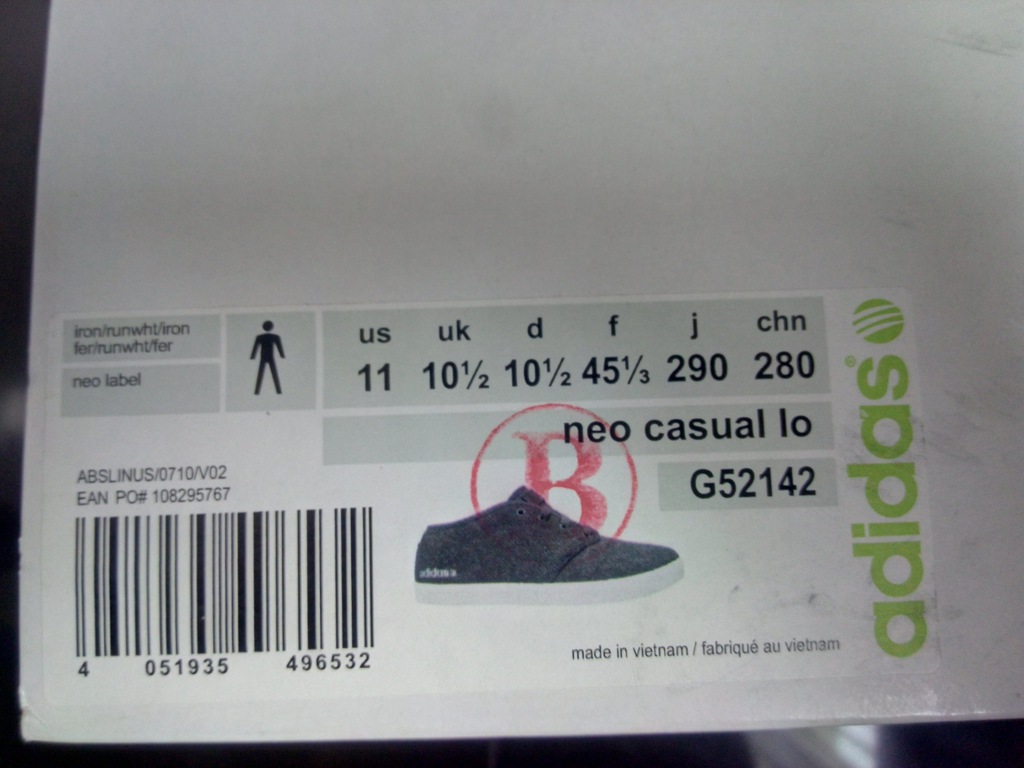 iron/runwht/iron
fer/runwht/fer
neo label
us uk d f j chn
11 10½ 10½ 45⅓ 290 280
neo casual lo
B
G52142
ABSLINUS/0710/V02
EAN PO# 108295767
adidas
4 051935 496532
made in vietnam / fabriqué au vietnam
adidas